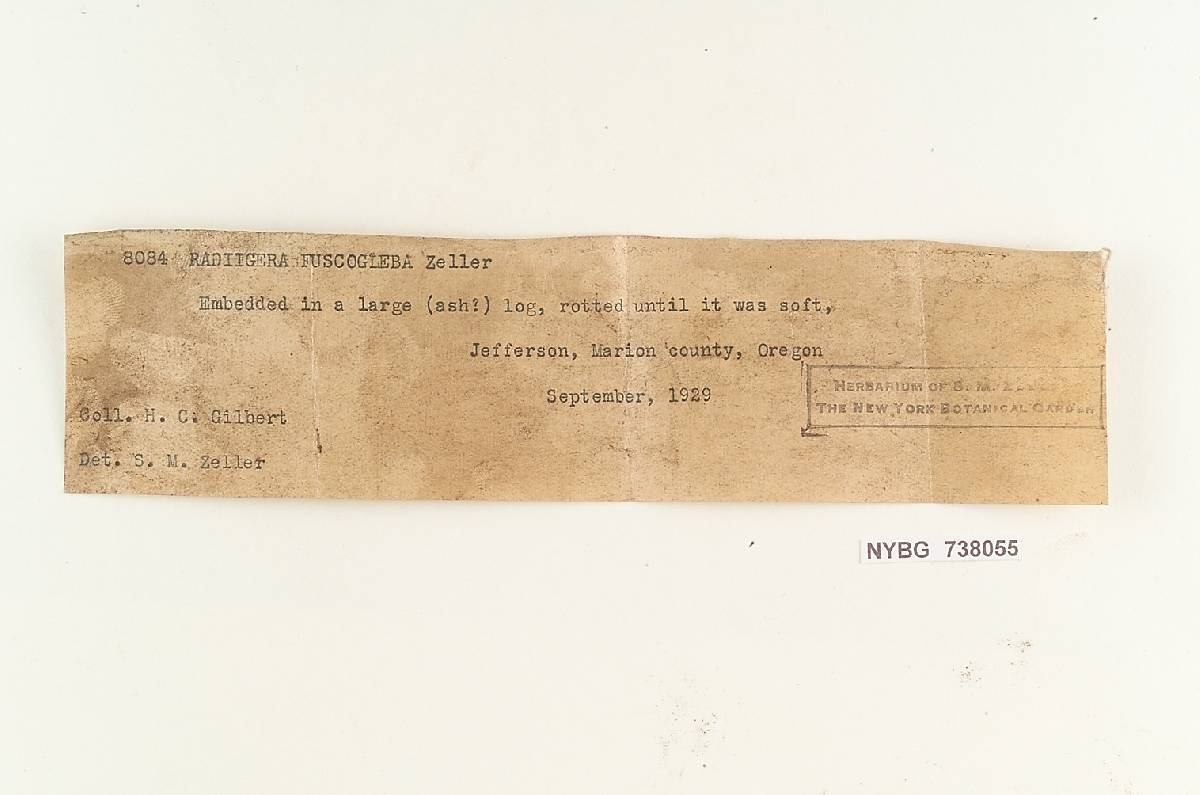 8084 RADIIGERA FUSCOGLEBA Zeller
Embedded in a large (ash?) log, rotted until it was soft,
Jefferson, Marion county, Oregon
September, 1929
HERBARIUM OF S. M. ZELLER
THE NEW YORK BOTANICAL GARDEN
Coll. H. C. Gilbert
Det. S. M. Zeller
NYBG 738055